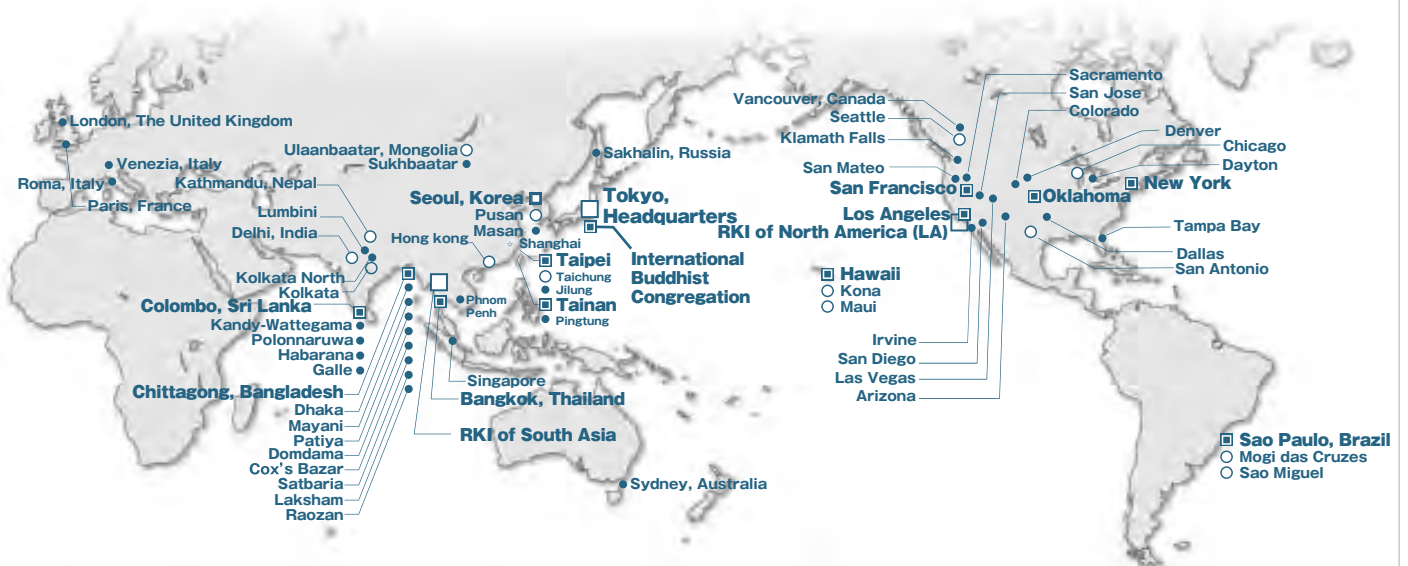 London, The United Kingdom
Venezia, Italy
Roma, Italy
Paris, France
Ulaanbaatar, Mongolia
Sukhbaatar
Sakhalin, Russia
Kathmandu, Nepal
Lumbini
Delhi, India
Kolkata North
Kolkata
Colombo, Sri Lanka
Kandy-Wattegama
Polonnaruwa
Habarana
Galle
Chittagong, Bangladesh
Dhaka
Mayani
Patiya
Domdama
Cox's Bazar
Satbaria
Laksham
Raozan
Seoul, Korea
Pusan
Masan
Hong kong
Shanghai
Tokyo,
Headquarters
International
Buddhist
Congregation
Taipei
Taichung
Jilung
Tainan
Pingtung
Phnom
Penh
Singapore
Bangkok, Thailand
RKI of South Asia
Sydney, Australia
Vancouver, Canada
Seattle
Klamath Falls
San Mateo
San Francisco
Los Angeles
RKI of North America (LA)
Sacramento
San Jose
Colorado
Denver
Chicago
Dayton
New York
Oklahoma
Tampa Bay
Dallas
San Antonio
Hawaii
Kona
Maui
Irvine
San Diego
Las Vegas
Arizona
Sao Paulo, Brazil
Mogi das Cruzes
Sao Miguel